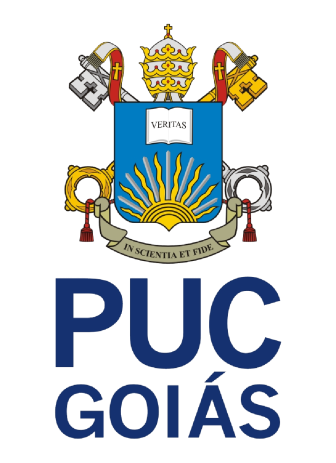 VERITAS
IN SCIENTIA ET FIDE
PUC
GOIÁS